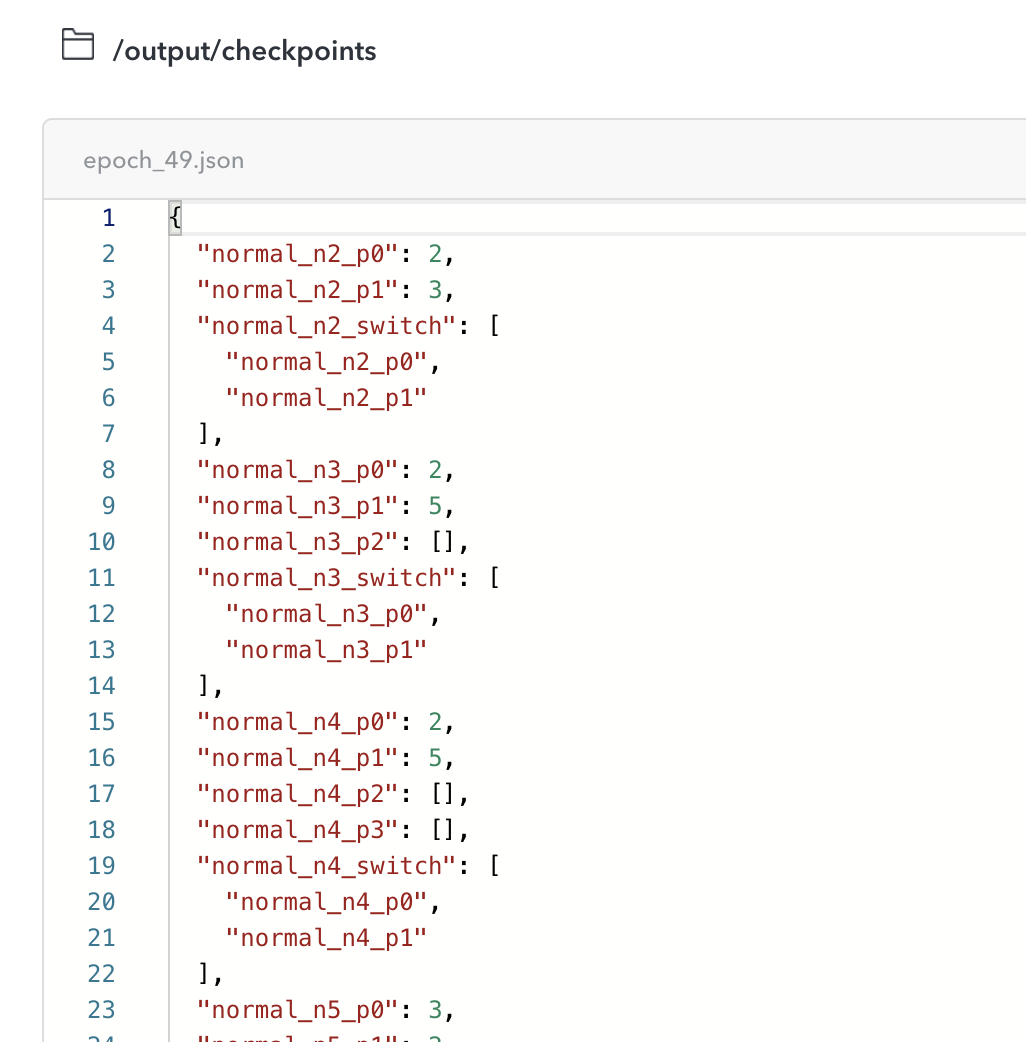 /output/checkpoints
epoch_49.json
1 {
2 "normal_n2_p0": 2,
3 "normal_n2_p1": 3,
4 "normal_n2_switch": [
5 "normal_n2_p0",
6 "normal_n2_p1"
7 ],
8 "normal_n3_p0": 2,
9 "normal_n3_p1": 5,
10 "normal_n3_p2": [],
11 "normal_n3_switch": [
12 "normal_n3_p0",
13 "normal_n3_p1"
14 ],
15 "normal_n4_p0": 2,
16 "normal_n4_p1": 5,
17 "normal_n4_p2": [],
18 "normal_n4_p3": [],
19 "normal_n4_switch": [
20 "normal_n4_p0",
21 "normal_n4_p1"
22 ],
23 "normal_n5_p0": 3,